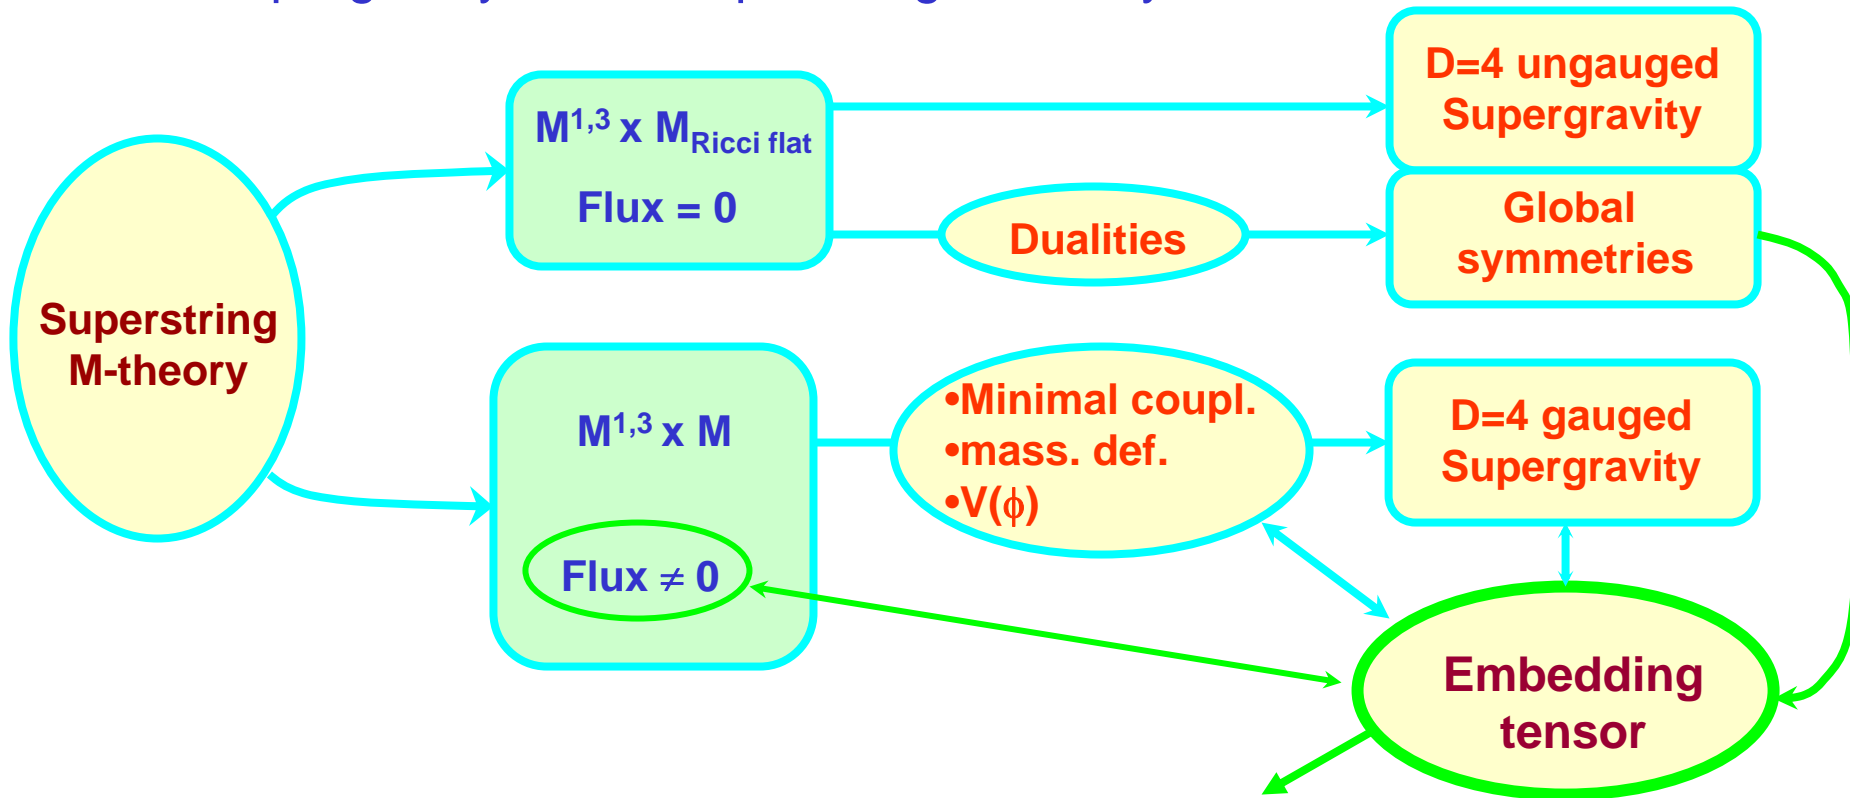 D=4 ungauged
Supergravity
M1,3 x MRicci flat
Flux = 0
Dualities
Global
symmetries
Superstring
M-theory
M1,3 x M
Flux ≠ 0
•Minimal coupl.
•mass. def.
•V(ϕ)
D=4 gauged
Supergravity
Embedding
tensor